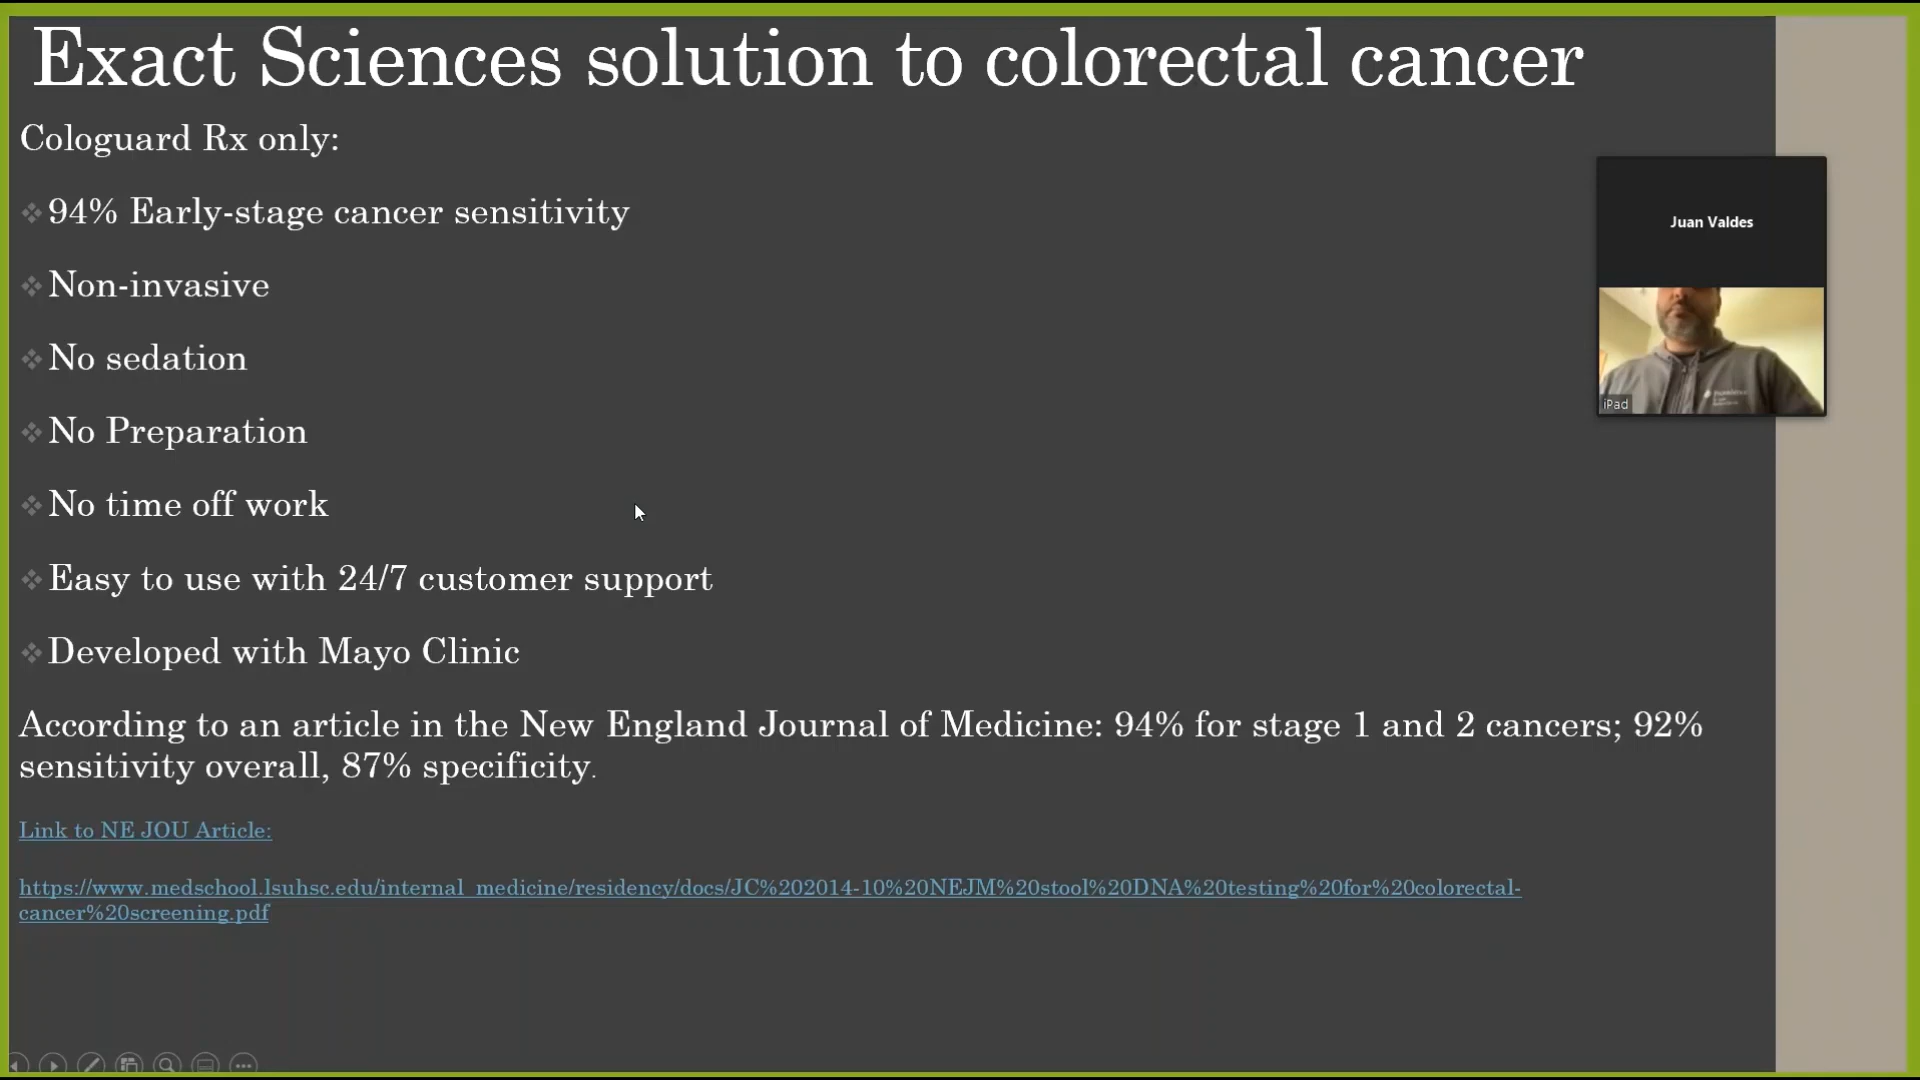 Exact Sciences solution to colorectal cancer
Cologuard Rx only:
94% Early-stage cancer sensitivity
Non-invasive
No sedation
No Preparation
No time off work
Easy to use with 24/7 customer support
Developed with Mayo Clinic
According to an article in the New England Journal of Medicine: 94% for stage 1 and 2 cancers; 92%
sensitivity overall, 87% specificity.
Link to NE JOU Article:
https://www.medschool.lsuhsc.edu/internal_medicine/residency/docs/JC%202014-10%20NEJM%20stool%20DNA%20testing%20for%20colorectal-
cancer%20screening.pdf
Juan Valdes
iPad